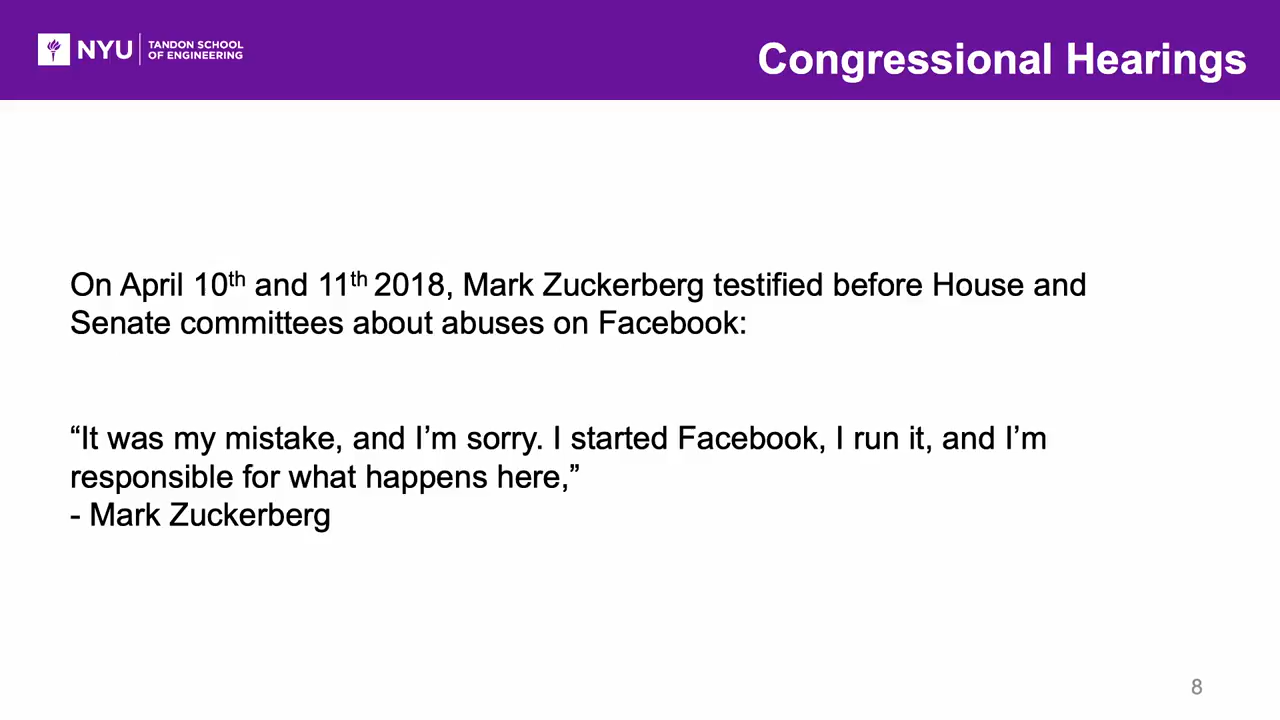 NYU
TANDON SCHOOL
OF ENGINEERING
Congressional Hearings
On April 10th and 11th 2018, Mark Zuckerberg testified before House and
Senate committees about abuses on Facebook:
“It was my mistake, and I’m sorry. I started Facebook, I run it, and I’m
responsible for what happens here,”
- Mark Zuckerberg
8